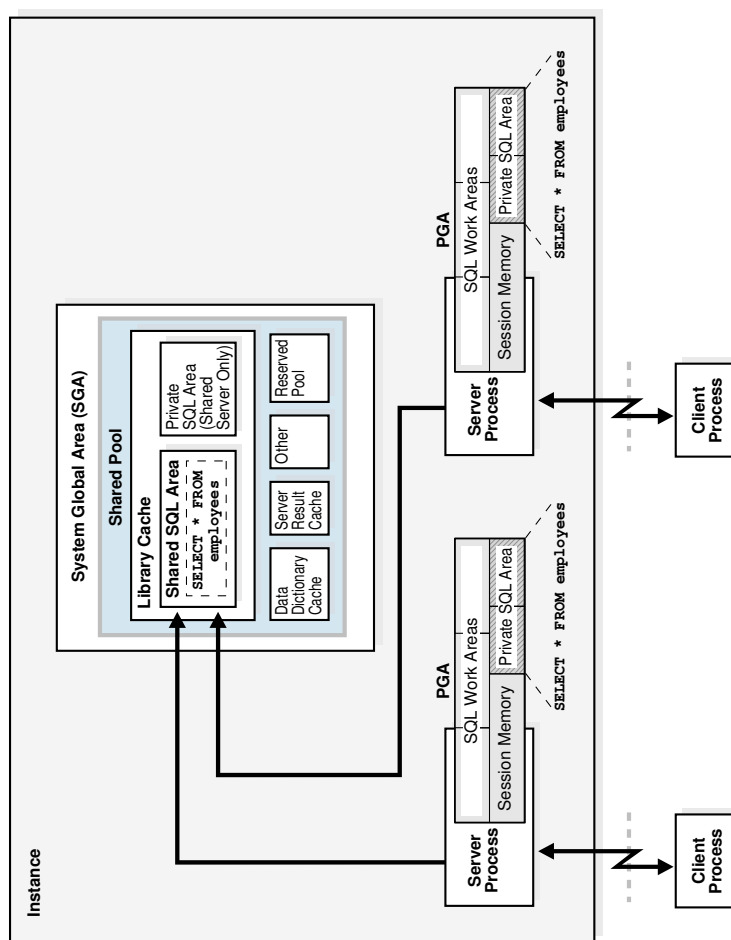 Instance
System Global Area (SGA)
Shared Pool
Library Cache
Shared SQL Area
SELECT * FROM
employees
Private
SQL Area
(Shared
Server Only)
Data
Dictionary
Cache
Server
Result
Cache
Other
Reserved
Pool
PGA
Server
Process
SQL Work Areas
Session Memory
Private SQL Area
SELECT * FROM employees
PGA
Server
Process
SQL Work Areas
Session Memory
Private SQL Area
SELECT * FROM employees
Client
Process
Client
Process